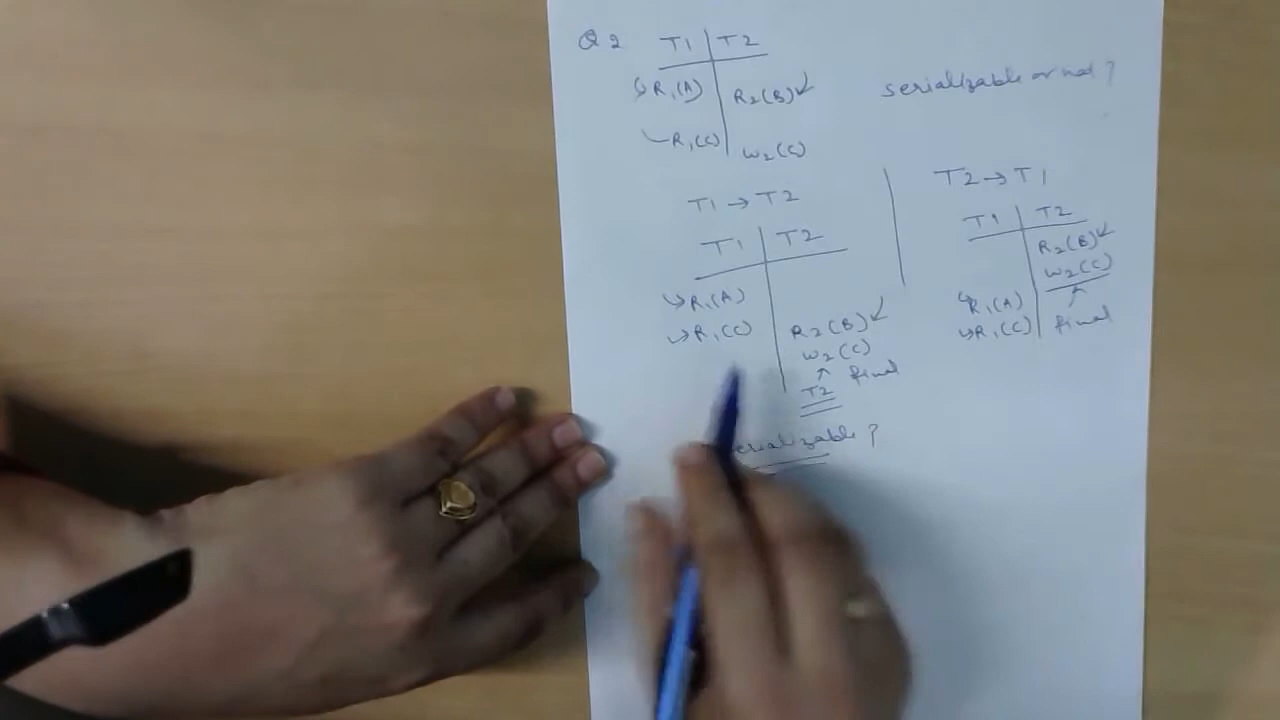 Q2 T1 T2
R1(A) R2(B)
R1(C) W2(C)
serializable or not ?
T1 → T2
T1 T2
R1(A)
R1(C) R2(B)
W2(C)
↑ final
T2
serializable ?
T2 → T1
T1 T2
R2(B)
W2(C)
R1(A) ↑
R1(C) final